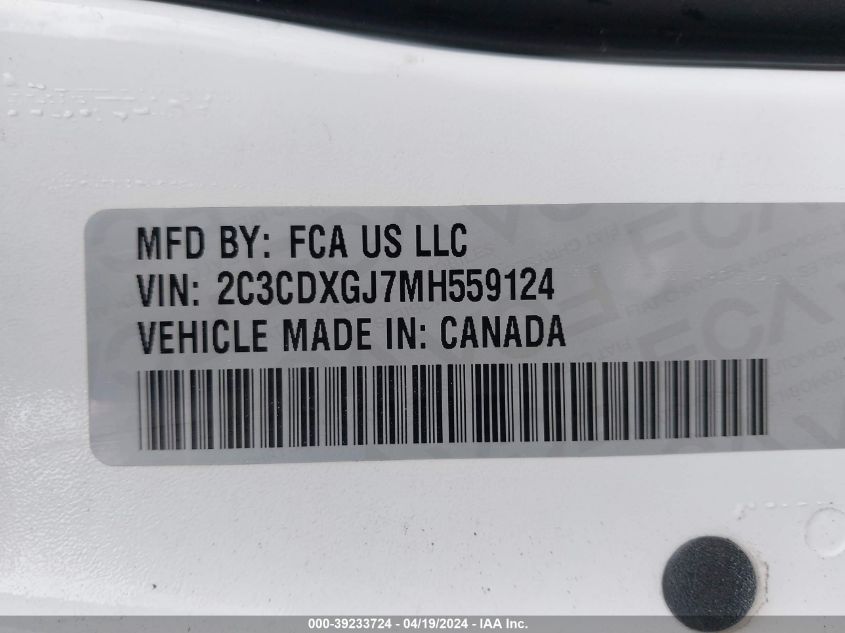 MFD BY: FCA US LLC
VIN: 2C3CDXGJ7MH559124
VEHICLE MADE IN: CANADA
000-39233724 - 04/19/2024 - IAA Inc.